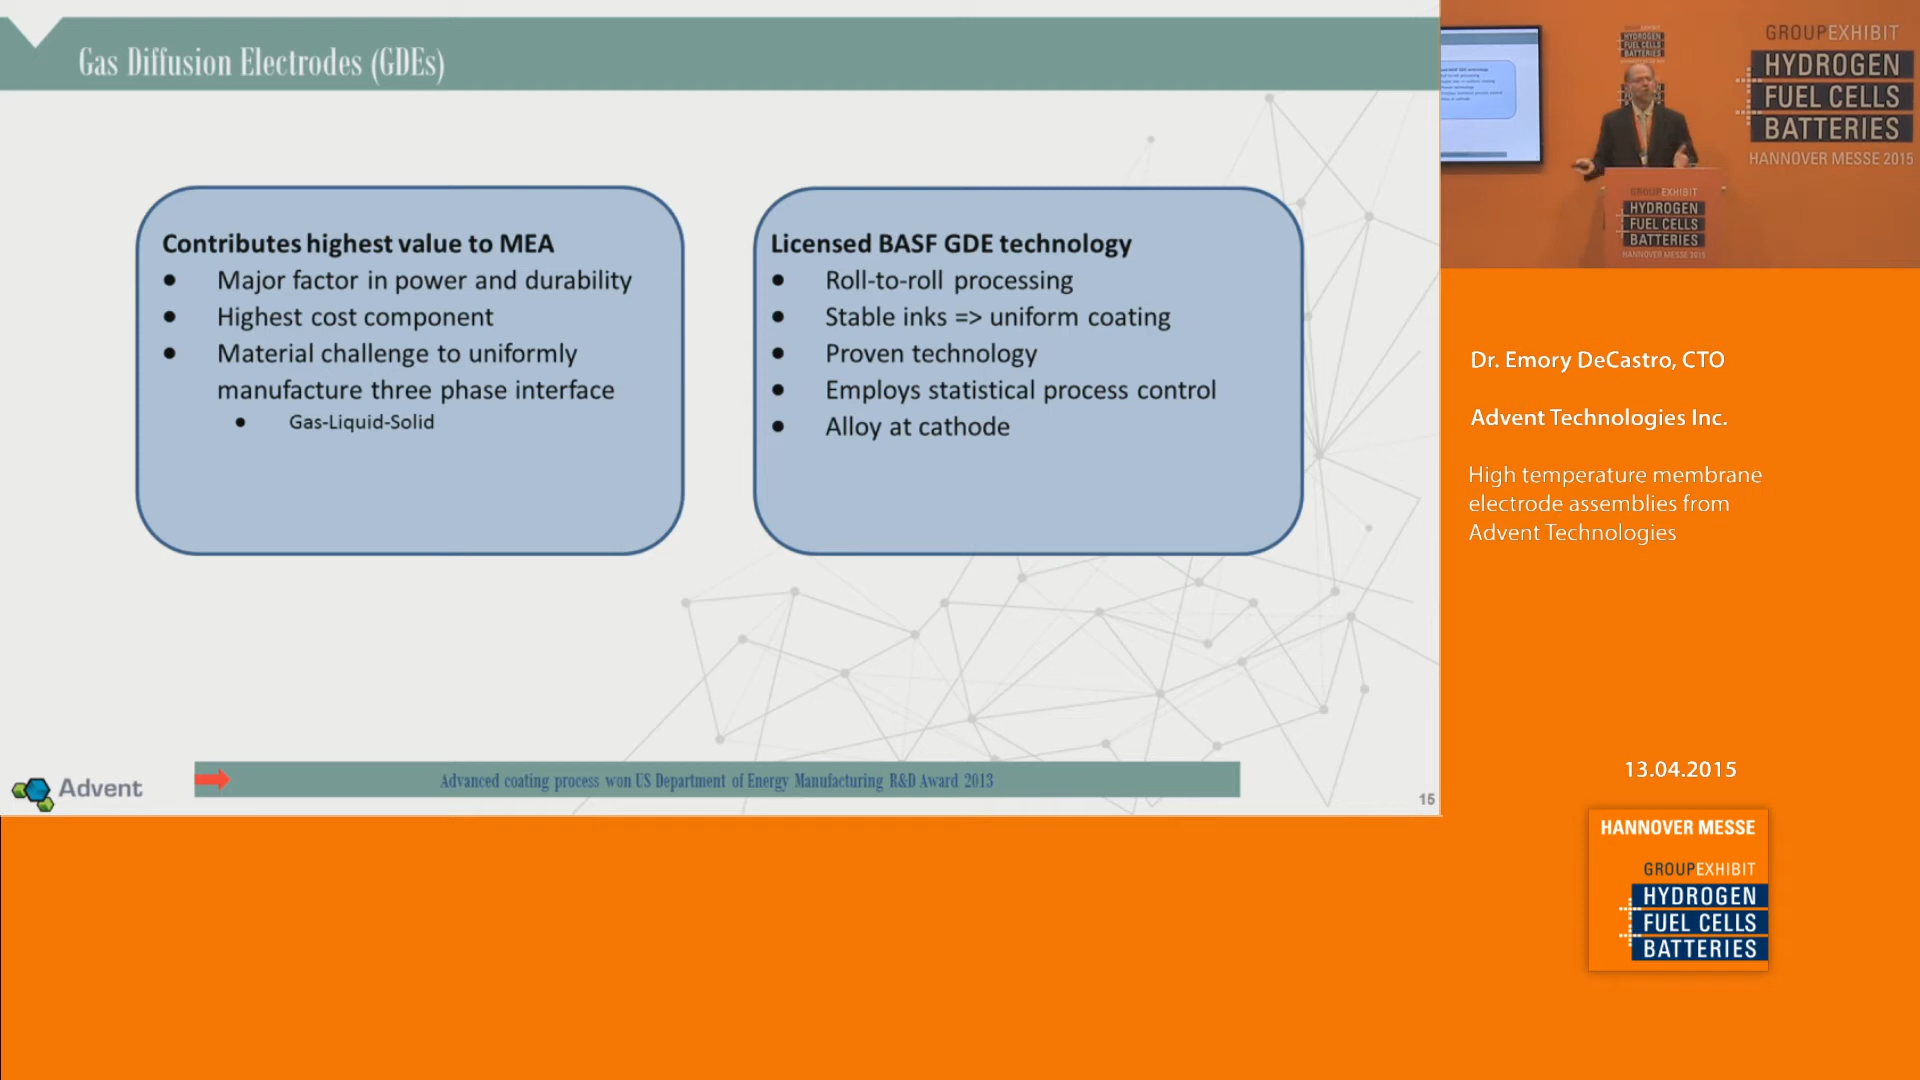 Gas Diffusion Electrodes (GDEs)
Contributes highest value to MEA
● Major factor in power and durability
● Highest cost component
● Material challenge to uniformly
manufacture three phase interface
● Gas-Liquid-Solid
Licensed BASF GDE technology
● Roll-to-roll processing
● Stable inks => uniform coating
● Proven technology
● Employs statistical process control
● Alloy at cathode
Advent
Advanced coating process won US Department of Energy Manufacturing R&D Award 2013
15
HYDROGEN
FUEL CELLS
BATTERIES
GROUPEXHIBIT
HYDROGEN
FUEL CELLS
BATTERIES
HANNOVER MESSE 2015
GROUPEXHIBIT
HYDROGEN
FUEL CELLS
BATTERIES
HANNOVER MESSE 2015
Dr. Emory DeCastro, CTO
Advent Technologies Inc.
High temperature membrane
electrode assemblies from
Advent Technologies
13.04.2015
HANNOVER MESSE
GROUPEXHIBIT
HYDROGEN
FUEL CELLS
BATTERIES